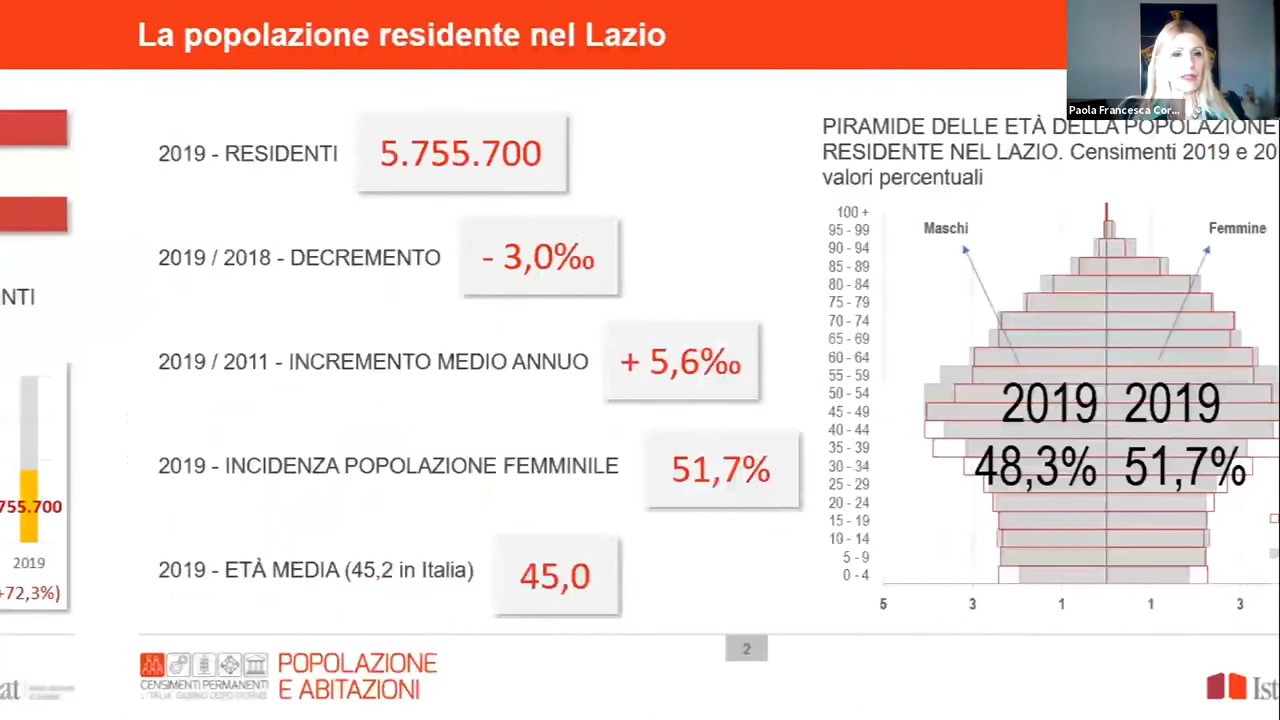 La popolazione residente nel Lazio
Paola Francesca Cor...
2019 - RESIDENTI 5.755.700
2019 / 2018 - DECREMENTO - 3,0‰
2019 / 2011 - INCREMENTO MEDIO ANNUO + 5,6‰
2019 - INCIDENZA POPOLAZIONE FEMMINILE 51,7%
2019 - ETÀ MEDIA (45,2 in Italia) 45,0
NTI
755.700
2019
+72,3%)
PIRAMIDE DELLE ETÀ DELLA POPOLAZIONE
RESIDENTE NEL LAZIO. Censimenti 2019 e 20
valori percentuali
Maschi Femmine
100 +
95 - 99
90 - 94
85 - 89
80 - 84
75 - 79
70 - 74
65 - 69
60 - 64
55 - 59
50 - 54
45 - 49
40 - 44
35 - 39
30 - 34
25 - 29
20 - 24
15 - 19
10 - 14
5 - 9
0 - 4
2019 2019
48,3% 51,7%
5 3 1 1 3
2
at
CENSIMENTI PERMANENTI
POPOLAZIONE
E ABITAZIONI
Ist